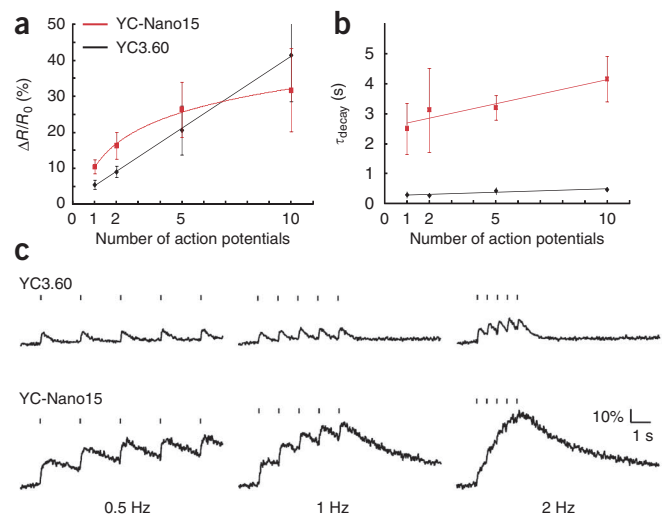 a
YC-Nano15
YC3.60
50
40
30
20
10
0
ΔR/R₀ (%)
0 1 2 5 10
Number of action potentials
b
5
4
3
2
1
0
τdecay (s)
0 1 2 5 10
Number of action potentials
c
YC3.60
YC-Nano15
10%
1 s
0.5 Hz 1 Hz 2 Hz